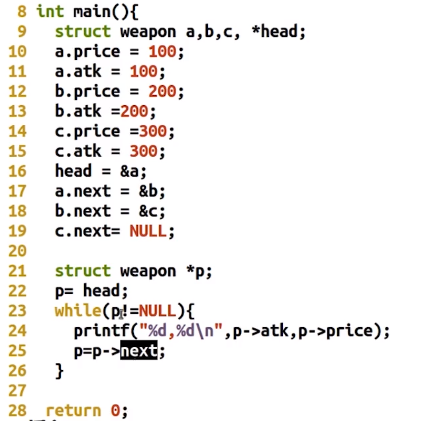 8 int main(){
9 struct weapon a,b,c, *head;
10 a.price = 100;
11 a.atk = 100;
12 b.price = 200;
13 b.atk =200;
14 c.price =300;
15 c.atk = 300;
16 head = &a;
17 a.next = &b;
18 b.next = &c;
19 c.next= NULL;
20
21 struct weapon *p;
22 p= head;
23 while(p!=NULL){
24 printf("%d,%d\n",p->atk,p->price);
25 p=p->next;
26 }
27
28 return 0;